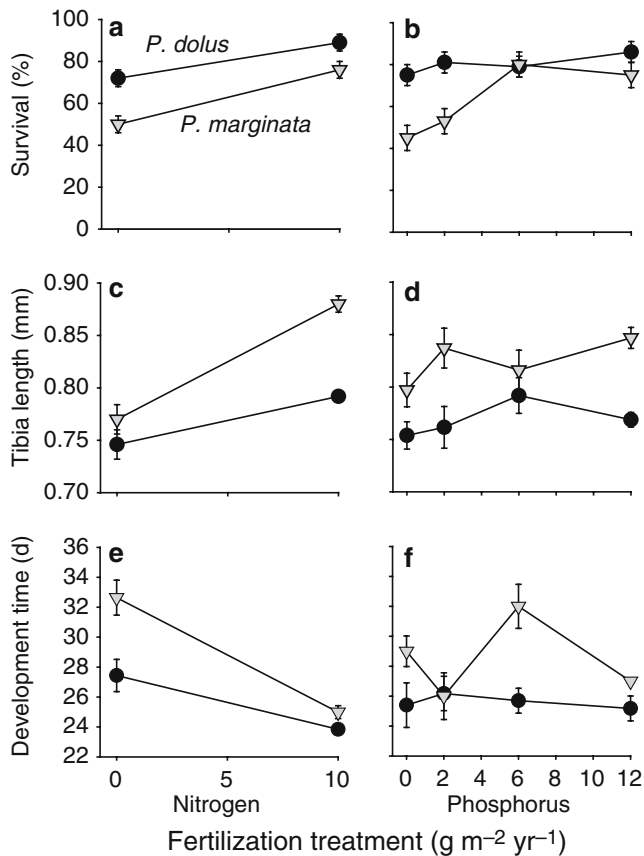 a
b
100
80
60
40
20
0
Survival (%)
P. dolus
P. marginata
c
d
0.90
0.85
0.80
0.75
0.70
Tibia length (mm)
e
f
36
34
32
30
28
26
24
22
Development time (d)
0 5 10
0 2 4 6 8 10 12
Nitrogen
Phosphorus
Fertilization treatment (g m–2 yr–1)